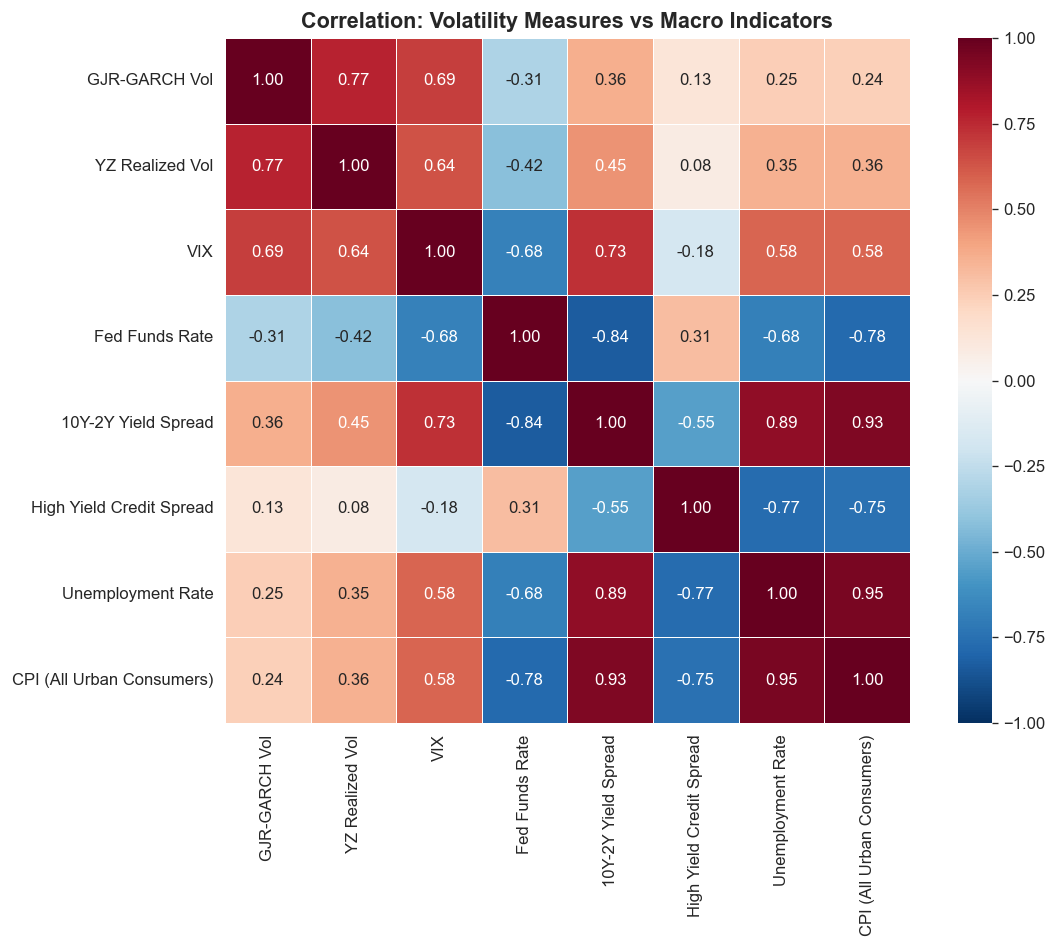 Correlation: Volatility Measures vs Macro Indicators
GJR-GARCH Vol 1.00 0.77 0.69 -0.31 0.36 0.13 0.25 0.24
YZ Realized Vol 0.77 1.00 0.64 -0.42 0.45 0.08 0.35 0.36
VIX 0.69 0.64 1.00 -0.68 0.73 -0.18 0.58 0.58
Fed Funds Rate -0.31 -0.42 -0.68 1.00 -0.84 0.31 -0.68 -0.78
10Y-2Y Yield Spread 0.36 0.45 0.73 -0.84 1.00 -0.55 0.89 0.93
High Yield Credit Spread 0.13 0.08 -0.18 0.31 -0.55 1.00 -0.77 -0.75
Unemployment Rate 0.25 0.35 0.58 -0.68 0.89 -0.77 1.00 0.95
CPI (All Urban Consumers) 0.24 0.36 0.58 -0.78 0.93 -0.75 0.95 1.00
GJR-GARCH Vol
YZ Realized Vol
VIX
Fed Funds Rate
10Y-2Y Yield Spread
High Yield Credit Spread
Unemployment Rate
CPI (All Urban Consumers)
1.00
0.75
0.50
0.25
0.00
−0.25
−0.50
−0.75
−1.00